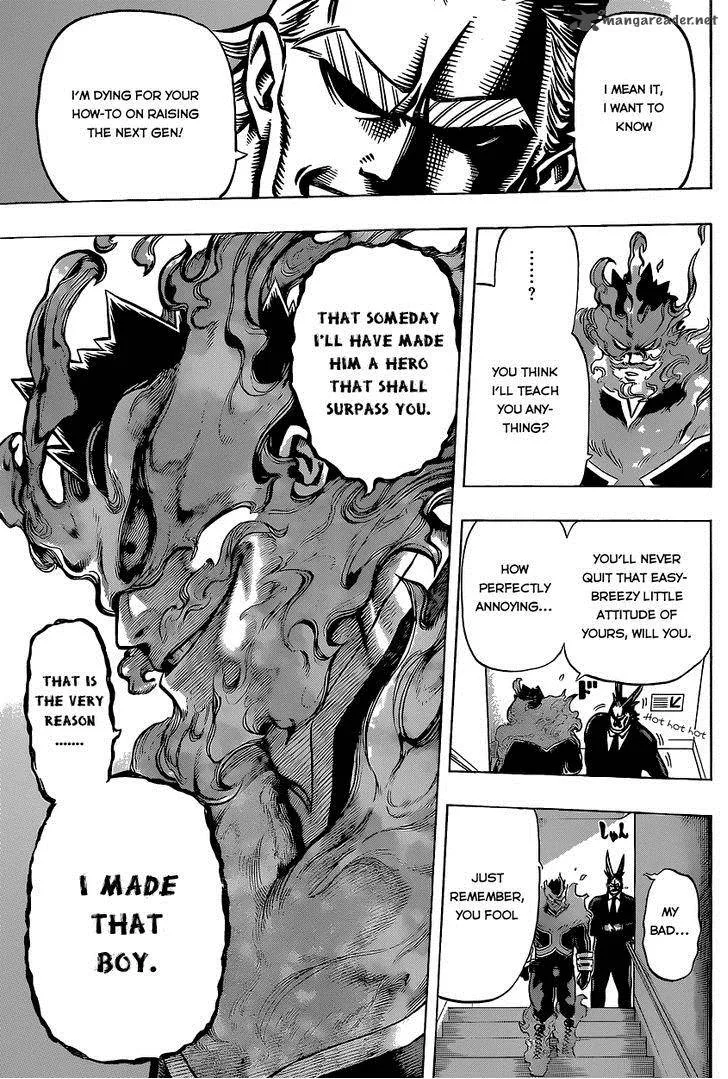 mangareader.net
I MEAN IT,
I WANT TO
KNOW
I'M DYING FOR YOUR
HOW-TO ON RAISING
THE NEXT GEN!
........
?
YOU THINK
I'LL TEACH
YOU ANY-
THING?
YOU'LL NEVER
QUIT THAT EASY-
BREEZY LITTLE
ATTITUDE OF
YOURS, WILL YOU.
HOW
PERFECTLY
ANNOYING...
Hot hot hot
MY
BAD...
JUST
REMEMBER,
YOU FOOL
THAT SOMEDAY
I'LL HAVE MADE
HIM A HERO
THAT SHALL
SURPASS YOU.
THAT IS
THE VERY
REASON
.......
I MADE
THAT
BOY.